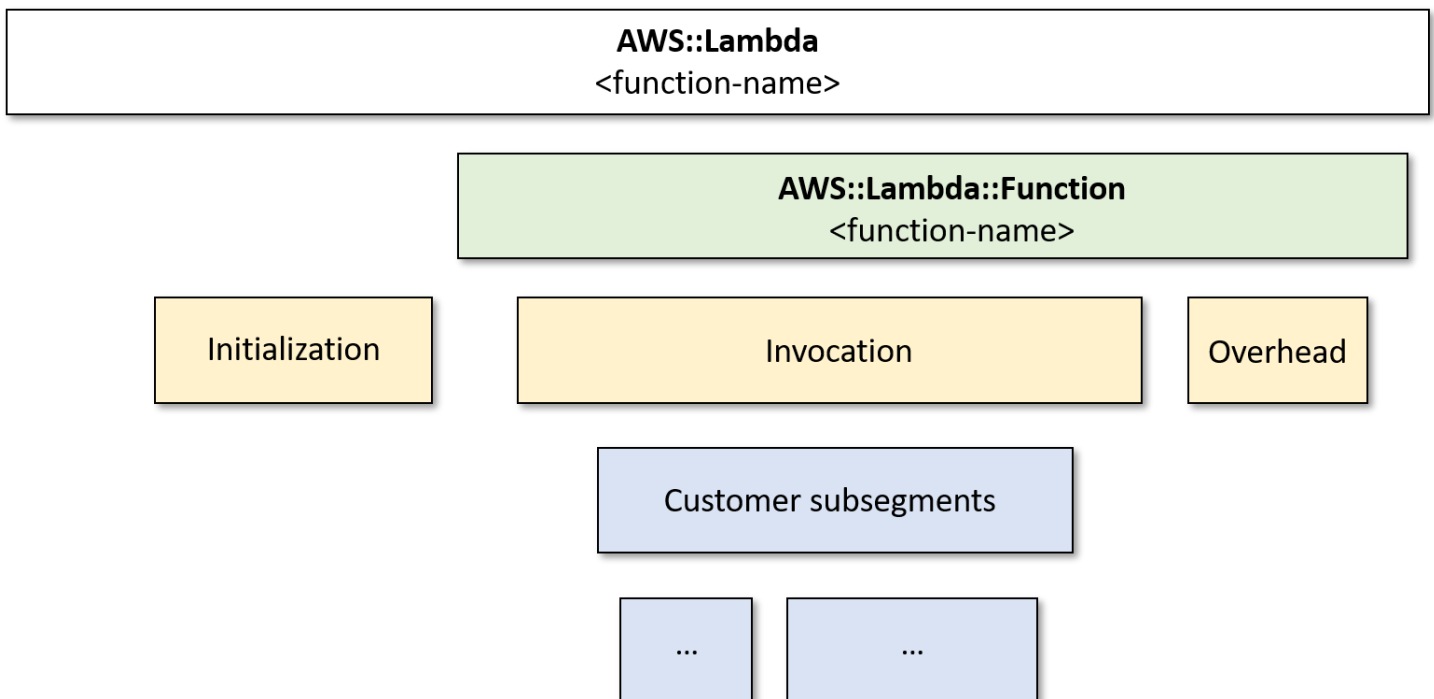 AWS::Lambda
<function-name>
AWS::Lambda::Function
<function-name>
Initialization
Invocation
Overhead
Customer subsegments
...
...